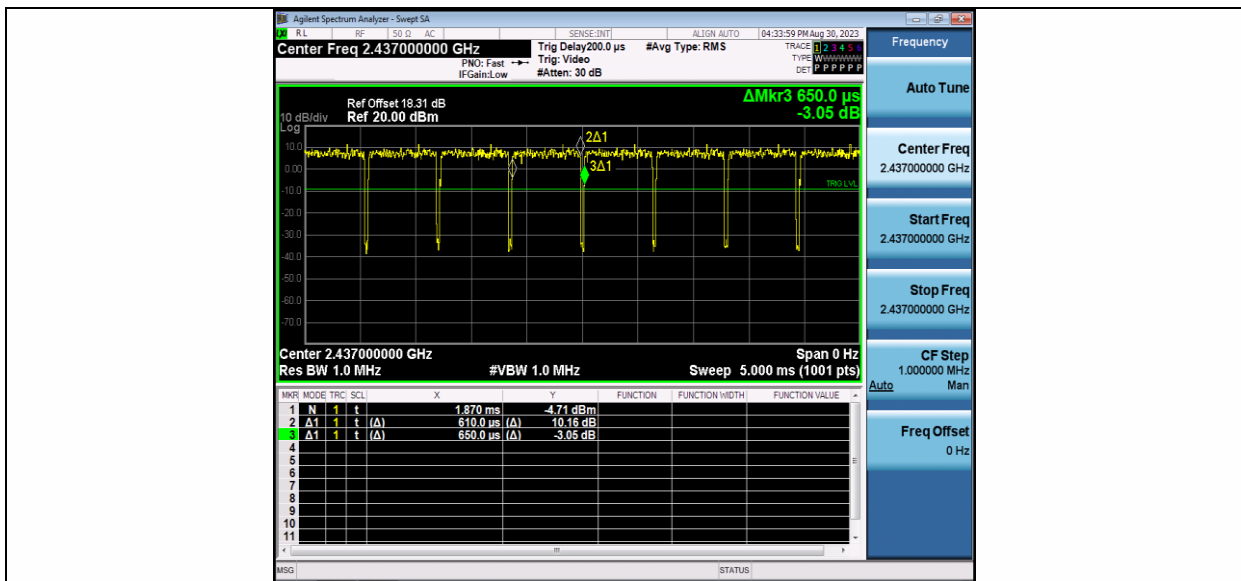 Agilent Spectrum Analyzer - Swept SA
RL RF 50 Ω AC SENSE:INT ALIGN AUTO 04:33:59 PM Aug 30, 2023
Center Freq 2.437000000 GHz
PNO: Fast
IFGain:Low
Trig Delay200.0 µs
Trig: Video
#Atten: 30 dB
#Avg Type: RMS
TRACE 1 2 3 4 5 6
TYPE WWWWWW
DET P P P P P P
Frequency
Auto Tune
Center Freq
2.437000000 GHz
Start Freq
2.437000000 GHz
Stop Freq
2.437000000 GHz
CF Step
1.000000 MHz
Auto Man
Freq Offset
0 Hz
ΔMkr3 650.0 µs
-3.05 dB
Ref Offset 18.31 dB
10 dB/div Ref 20.00 dBm
Log
10.0
0.00
-10.0
-20.0
-30.0
-40.0
-50.0
-60.0
-70.0
2Δ1
1
3Δ1
TRIG LVL
Center 2.437000000 GHz Span 0 Hz
Res BW 1.0 MHz #VBW 1.0 MHz Sweep 5.000 ms (1001 pts)
MKR MODE TRC SCL X Y FUNCTION FUNCTION WIDTH FUNCTION VALUE
1 N 1 t 1.870 ms -4.71 dBm
2 Δ1 1 t (Δ) 610.0 µs (Δ) 10.16 dB
3 Δ1 1 t (Δ) 650.0 µs (Δ) -3.05 dB
4
5
6
7
8
9
10
11
MSG STATUS